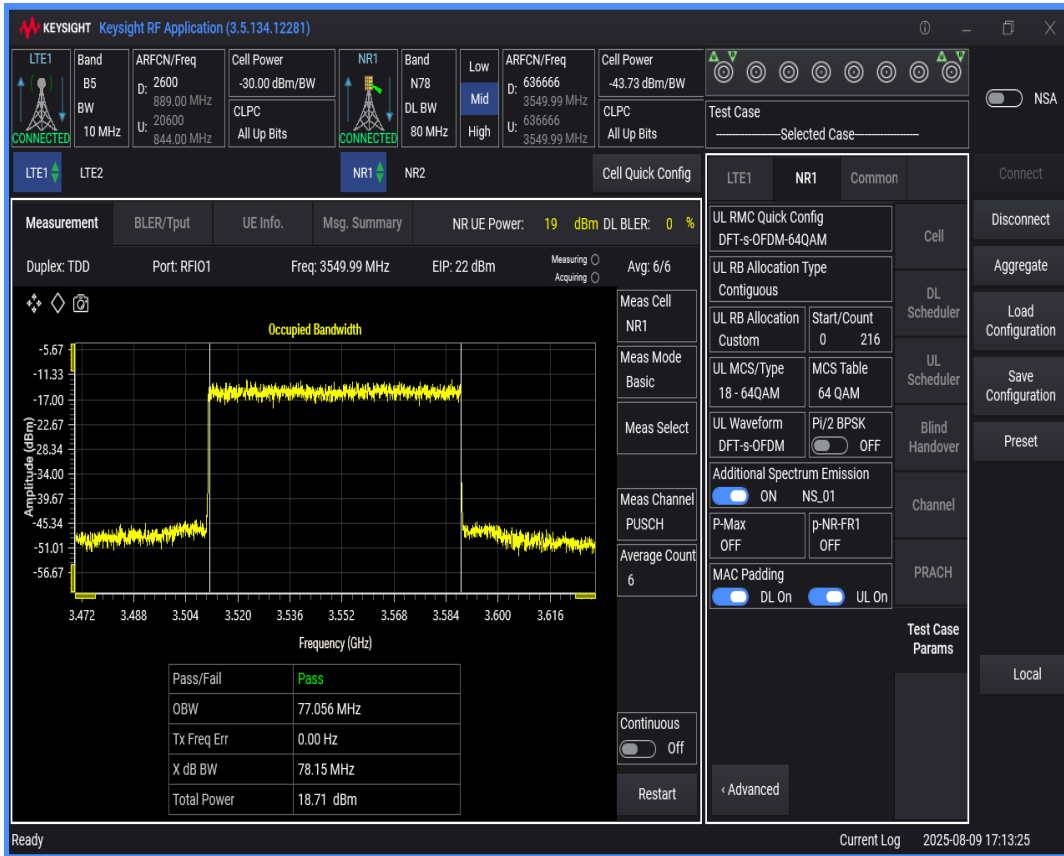 KEYSIGHT Keysight RF Application (3.5.134.12281)
LTE1 Band B5 BW 10 MHz CONNECTED
ARFCN/Freq
D: 2600
889.00 MHz
U: 20600
844.00 MHz
Cell Power
-30.00 dBm/BW
CLPC
All Up Bits
NR1 Band N78 DL BW 80 MHz CONNECTED
Low
Mid
High
ARFCN/Freq
D: 636666
3549.99 MHz
U: 636666
3549.99 MHz
Cell Power
-43.73 dBm/BW
CLPC
All Up Bits
Test Case
Selected Case
NSA
LTE1 LTE2 NR1 NR2 Cell Quick Config
Measurement BLER/Tput UE Info. Msg. Summary NR UE Power: 19 dBm DL BLER: 0 %
Duplex: TDD Port: RFIO1 Freq: 3549.99 MHz EIP: 22 dBm Measuring Acquiring Avg: 6/6
Occupied Bandwidth
Amplitude (dBm)
-5.67
-11.33
-17.00
-22.67
-28.34
-34.00
-39.67
-45.34
-51.01
-56.67
3.472 3.488 3.504 3.520 3.536 3.552 3.568 3.584 3.600 3.616
Frequency (GHz)
Pass/Fail Pass
OBW 77.056 MHz
Tx Freq Err 0.00 Hz
X dB BW 78.15 MHz
Total Power 18.71 dBm
Meas Cell
NR1
Meas Mode
Basic
Meas Select
Meas Channel
PUSCH
Average Count
6
Continuous
Off
Restart
LTE1 NR1 Common
UL RMC Quick Config
DFT-s-OFDM-64QAM
UL RB Allocation Type
Contiguous
UL RB Allocation Start/Count
Custom 0 216
UL MCS/Type MCS Table
18 - 64QAM 64 QAM
UL Waveform Pi/2 BPSK
DFT-s-OFDM OFF
Additional Spectrum Emission
ON NS_01
P-Max p-NR-FR1
OFF OFF
MAC Padding
DL On UL On
‹ Advanced
Cell
DL
Scheduler
UL
Scheduler
Blind
Handover
Channel
PRACH
Test Case
Params
Connect
Disconnect
Aggregate
Load
Configuration
Save
Configuration
Preset
Local
Ready Current Log 2025-08-09 17:13:25